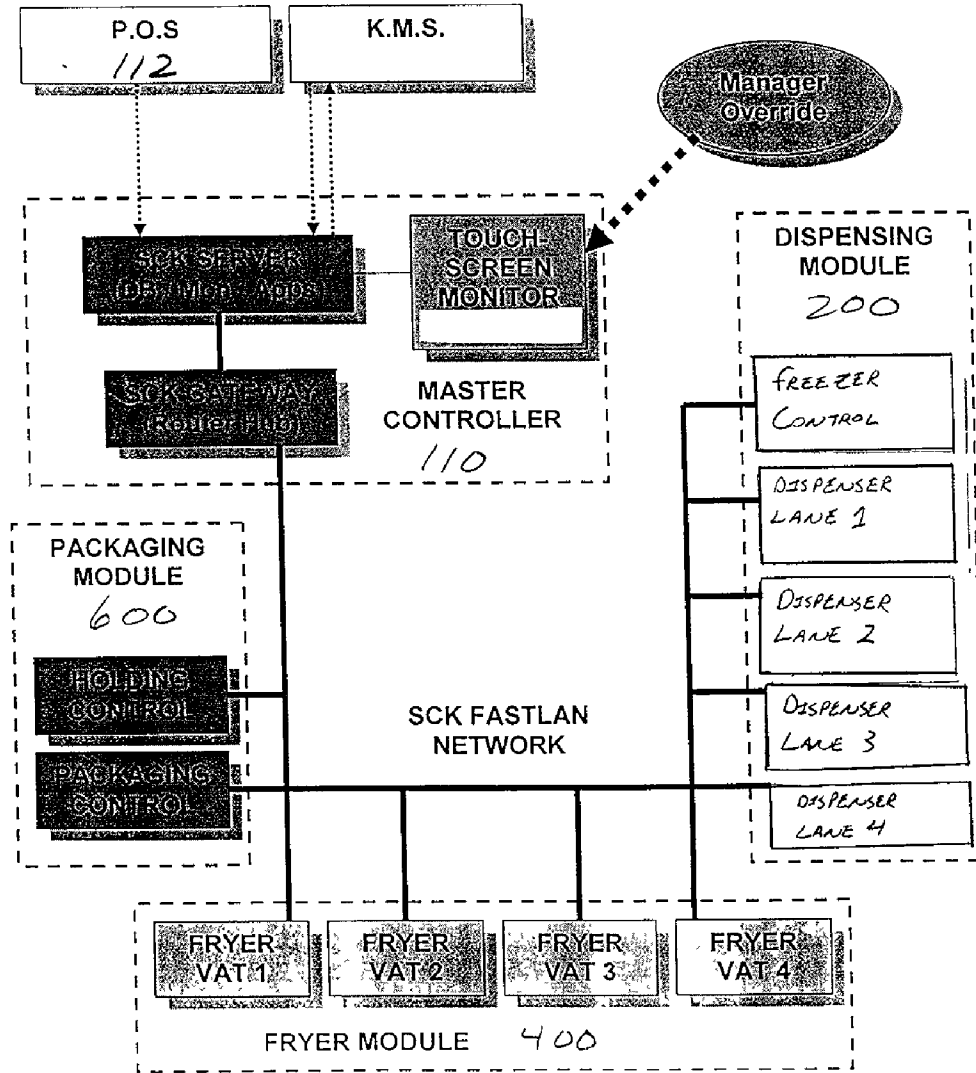 P.O.S
112
K.M.S.
Manager
Override
SCK SERVER
(DB, Mon, Apps)
TOUCH-
SCREEN
MONITOR
SCK GATEWAY
(Router Plug)
MASTER
CONTROLLER
110
DISPENSING
MODULE
200
FREEZER
CONTROL
DISPENSER
LANE 1
DISPENSER
LANE 2
DISPENSER
LANE 3
DISPENSER
LANE 4
PACKAGING
MODULE
600
HOLDING
CONTROL
PACKAGING
CONTROL
SCK FASTLAN
NETWORK
FRYER
VAT 1
FRYER
VAT 2
FRYER
VAT 3
FRYER
VAT 4
FRYER MODULE 400